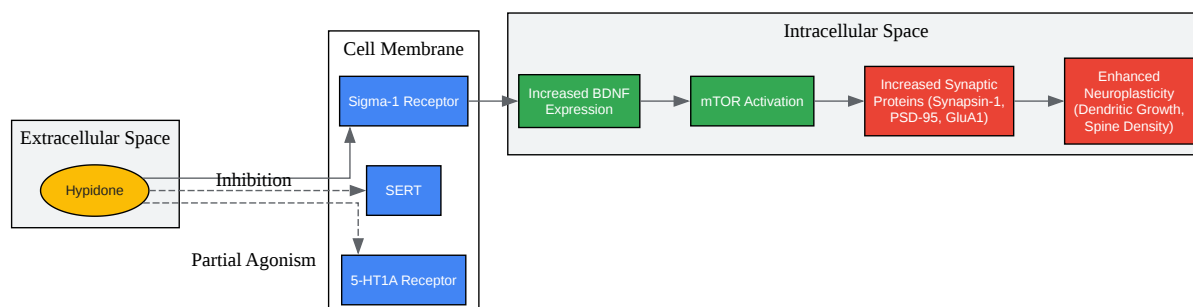 Extracellular Space
Hypidone
Inhibition
Partial Agonism
Cell Membrane
Sigma-1 Receptor
SERT
5-HT1A Receptor
Intracellular Space
Increased BDNF
Expression
mTOR Activation
Increased Synaptic
Proteins (Synapsin-1,
PSD-95, GluA1)
Enhanced
Neuroplasticity
(Dendritic Growth,
Spine Density)